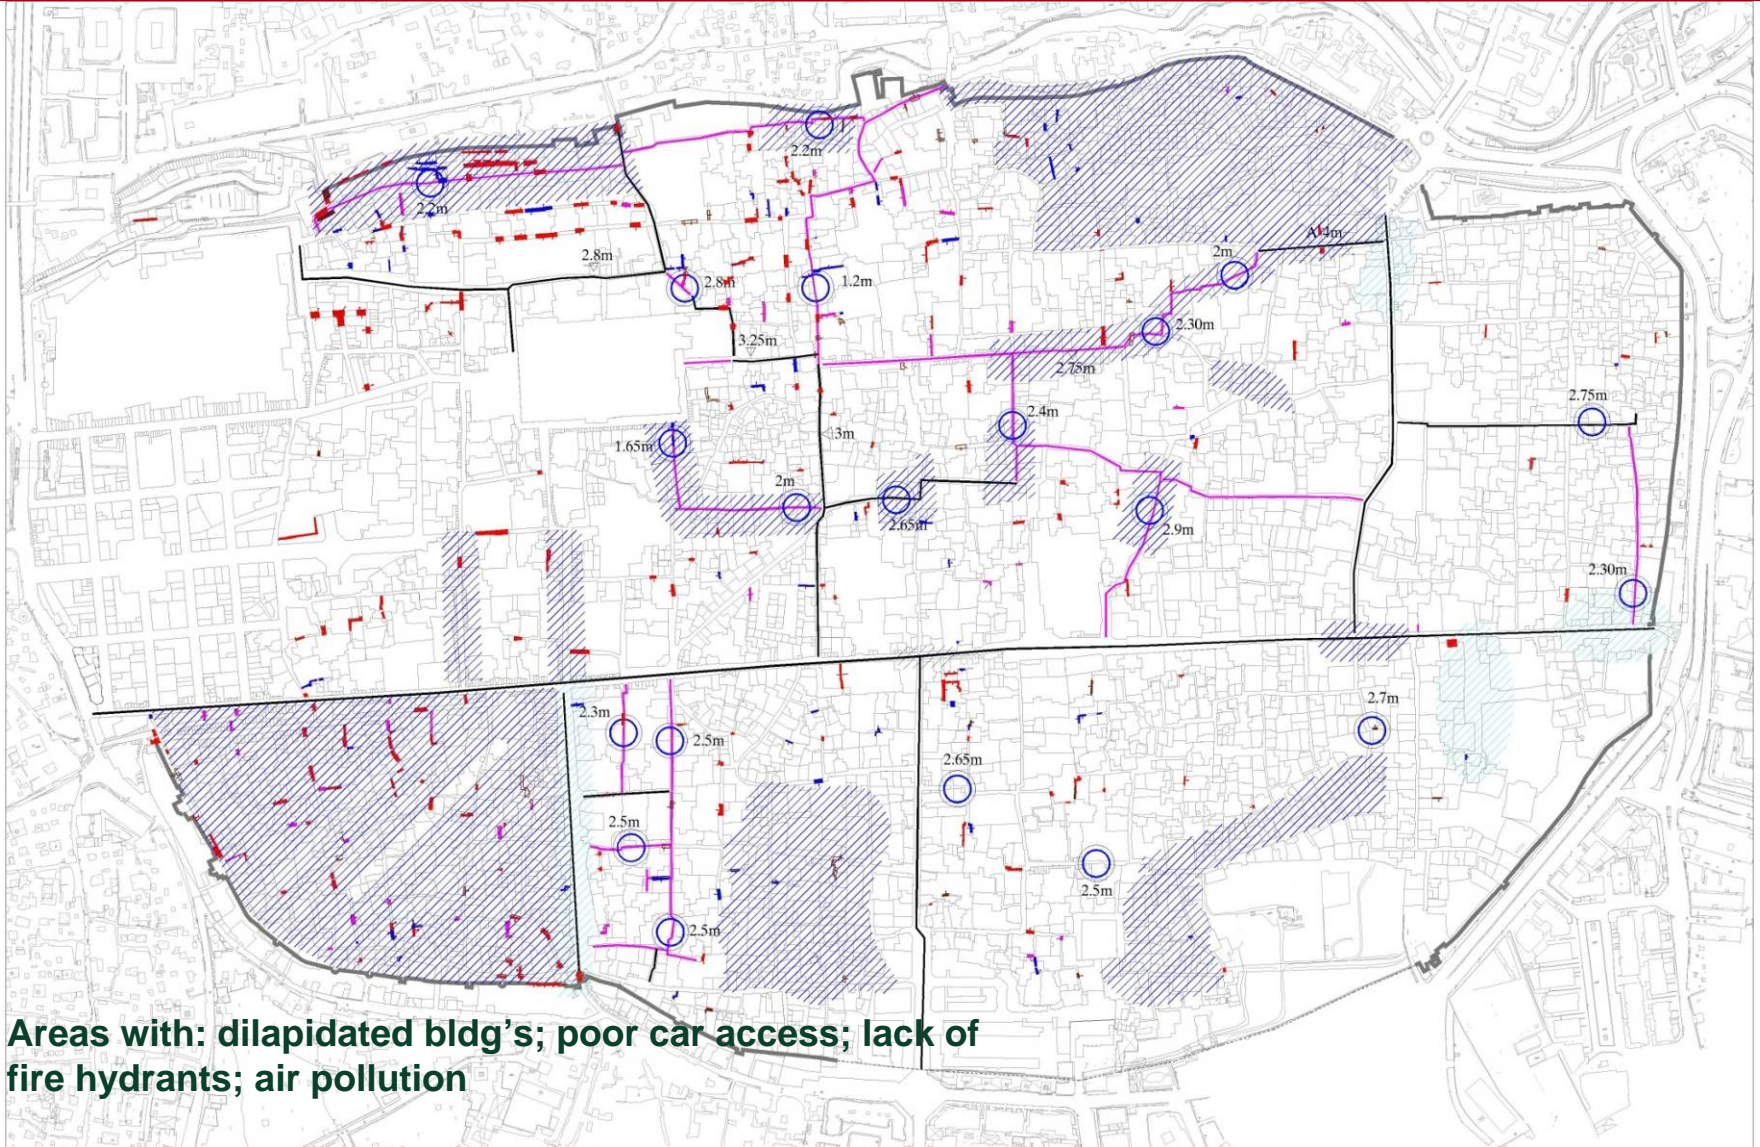 2.2m
2.2m
2.8m
2.8m
1.2m
2m
A 4m
2.30m
3.25m
2.75m
2.4m
2.75m
1.65m
3m
2m
2.65m
2.9m
2.30m
2.3m
2.5m
2.7m
2.65m
2.5m
2.5m
2.5m
Areas with: dilapidated bldg's; poor car access; lack of
fire hydrants; air pollution